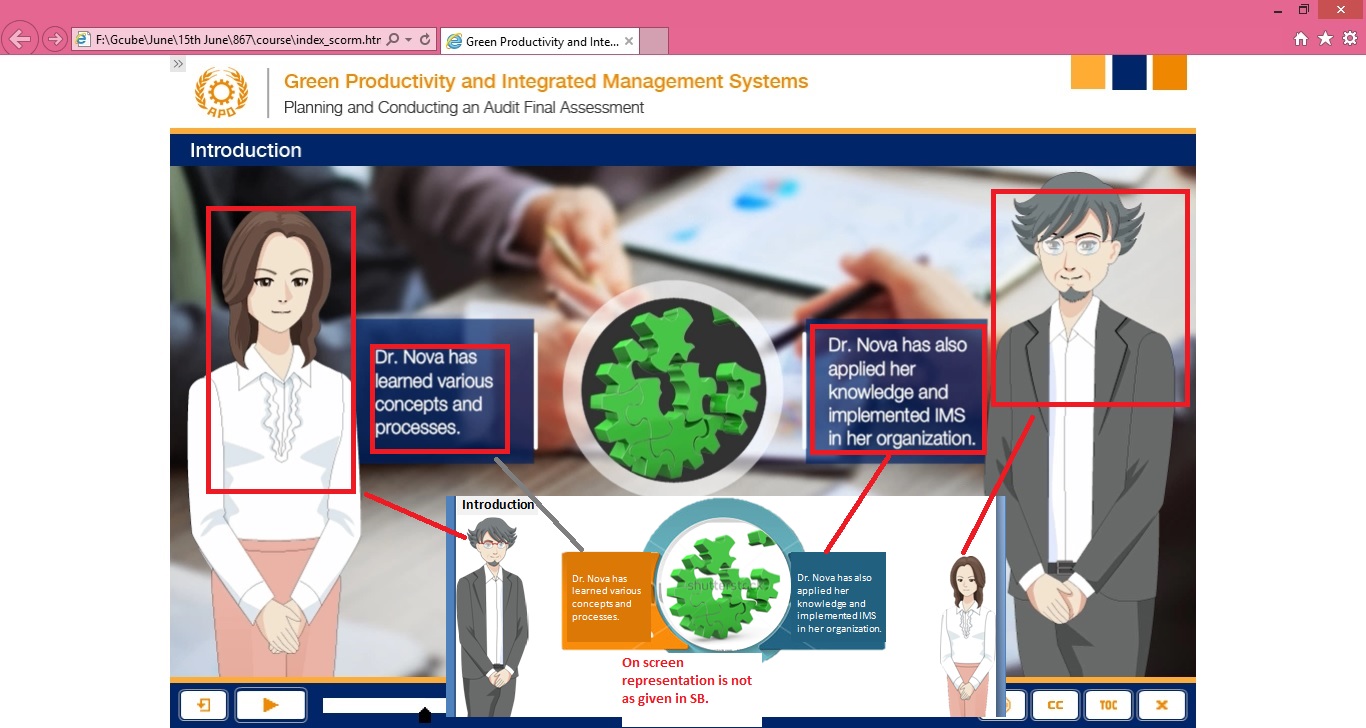 F:\Gcube\June\15th June\867\course\index_scorm.htr
Green Productivity and Inte...
APO
Green Productivity and Integrated Management Systems
Planning and Conducting an Audit Final Assessment
Introduction
Dr. Nova has
learned various
concepts and
processes.
Dr. Nova has also
applied her
knowledge and
implemented IMS
in her organization.
Introduction
Dr. Nova has
learned various
concepts and
processes.
Dr. Nova has also
applied her
knowledge and
implemented IMS
in her organization.
On screen
representation is not
as given in SB.
CC
TOC